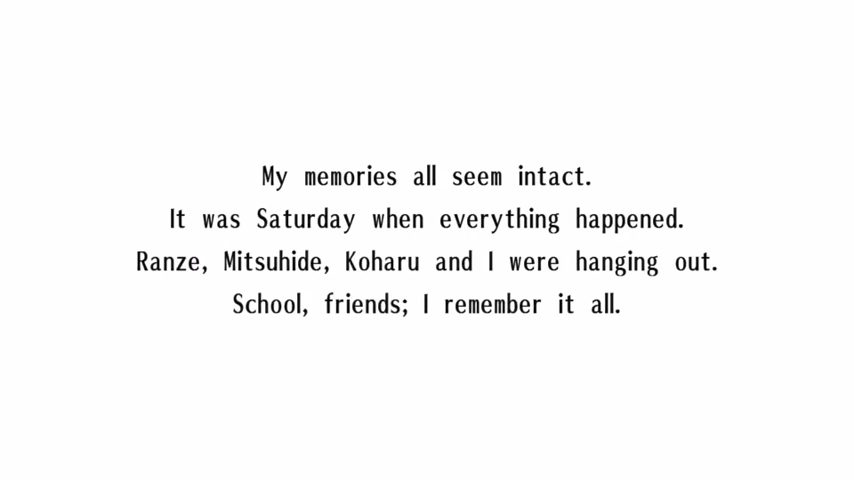 My memories all seem intact.
It was Saturday when everything happened.
Ranze, Mitsuhide, Koharu and I were hanging out.
School, friends; I remember it all.